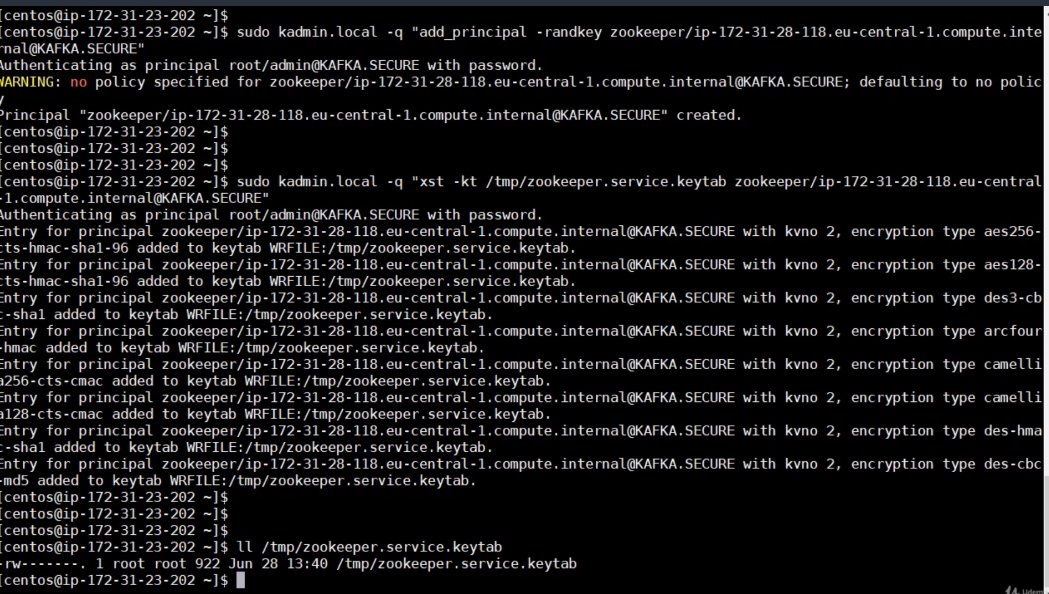 [centos@ip-172-31-23-202 ~]$
[centos@ip-172-31-23-202 ~]$ sudo kadmin.local -q "add_principal -randkey zookeeper/ip-172-31-28-118.eu-central-1.compute.inte
rnal@KAFKA.SECURE"
Authenticating as principal root/admin@KAFKA.SECURE with password.
WARNING: no policy specified for zookeeper/ip-172-31-28-118.eu-central-1.compute.internal@KAFKA.SECURE; defaulting to no polic
y
Principal "zookeeper/ip-172-31-28-118.eu-central-1.compute.internal@KAFKA.SECURE" created.
[centos@ip-172-31-23-202 ~]$
[centos@ip-172-31-23-202 ~]$
[centos@ip-172-31-23-202 ~]$
[centos@ip-172-31-23-202 ~]$ sudo kadmin.local -q "xst -kt /tmp/zookeeper.service.keytab zookeeper/ip-172-31-28-118.eu-central
-1.compute.internal@KAFKA.SECURE"
Authenticating as principal root/admin@KAFKA.SECURE with password.
Entry for principal zookeeper/ip-172-31-28-118.eu-central-1.compute.internal@KAFKA.SECURE with kvno 2, encryption type aes256-
cts-hmac-sha1-96 added to keytab WRFILE:/tmp/zookeeper.service.keytab.
Entry for principal zookeeper/ip-172-31-28-118.eu-central-1.compute.internal@KAFKA.SECURE with kvno 2, encryption type aes128-
cts-hmac-sha1-96 added to keytab WRFILE:/tmp/zookeeper.service.keytab.
Entry for principal zookeeper/ip-172-31-28-118.eu-central-1.compute.internal@KAFKA.SECURE with kvno 2, encryption type des3-cb
c-sha1 added to keytab WRFILE:/tmp/zookeeper.service.keytab.
Entry for principal zookeeper/ip-172-31-28-118.eu-central-1.compute.internal@KAFKA.SECURE with kvno 2, encryption type arcfour
-hmac added to keytab WRFILE:/tmp/zookeeper.service.keytab.
Entry for principal zookeeper/ip-172-31-28-118.eu-central-1.compute.internal@KAFKA.SECURE with kvno 2, encryption type camelli
a256-cts-cmac added to keytab WRFILE:/tmp/zookeeper.service.keytab.
Entry for principal zookeeper/ip-172-31-28-118.eu-central-1.compute.internal@KAFKA.SECURE with kvno 2, encryption type camelli
a128-cts-cmac added to keytab WRFILE:/tmp/zookeeper.service.keytab.
Entry for principal zookeeper/ip-172-31-28-118.eu-central-1.compute.internal@KAFKA.SECURE with kvno 2, encryption type des-hma
c-sha1 added to keytab WRFILE:/tmp/zookeeper.service.keytab.
Entry for principal zookeeper/ip-172-31-28-118.eu-central-1.compute.internal@KAFKA.SECURE with kvno 2, encryption type des-cbc
-md5 added to keytab WRFILE:/tmp/zookeeper.service.keytab.
[centos@ip-172-31-23-202 ~]$
[centos@ip-172-31-23-202 ~]$
[centos@ip-172-31-23-202 ~]$
[centos@ip-172-31-23-202 ~]$ ll /tmp/zookeeper.service.keytab
-rw-------. 1 root root 922 Jun 28 13:40 /tmp/zookeeper.service.keytab
[centos@ip-172-31-23-202 ~]$